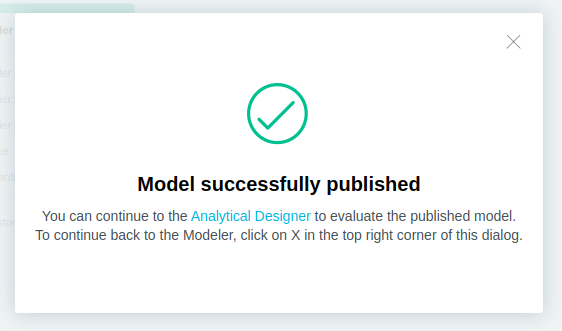 Model successfully published
You can continue to the Analytical Designer to evaluate the published model.
To continue back to the Modeler, click on X in the top right corner of this dialog.